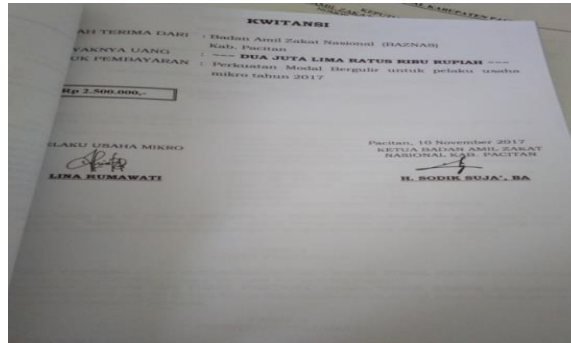 KWITANSI
AH TERIMA DARI : Badan Amil Zakat Nasional (BAZNAS)
Kab. Pacitan
YAKNYA UANG : --- DUA JUTA LIMA RATUS RIBU RUPIAH ---
UK PEMBAYARAN : Perkuatan Modal Bergulir untuk pelaku usaha
mikro tahun 2017
Rp 2.500.000,-
Pacitan, 10 November 2017
LAKU USAHA MIKRO
KETUA BADAN AMIL ZAKAT
NASIONAL KAB. PACITAN
LINA RUMAWATI
H. SODIK SUJA', BA